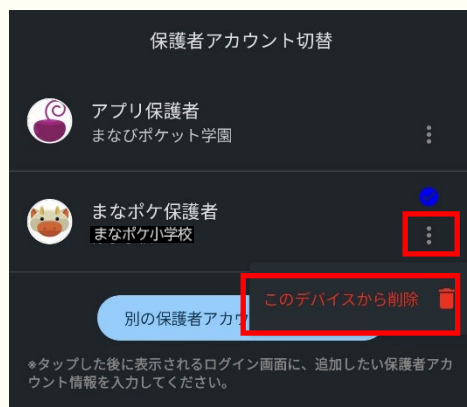 保護者アカウント切替
アプリ保護者
まなびポケット学園
まなポケ保護者
まなポケ小学校
このデバイスから削除
別の保護者アカウ
※タップした後に表示されるログイン画面に、追加したい保護者アカ
ウント情報を入力してください。